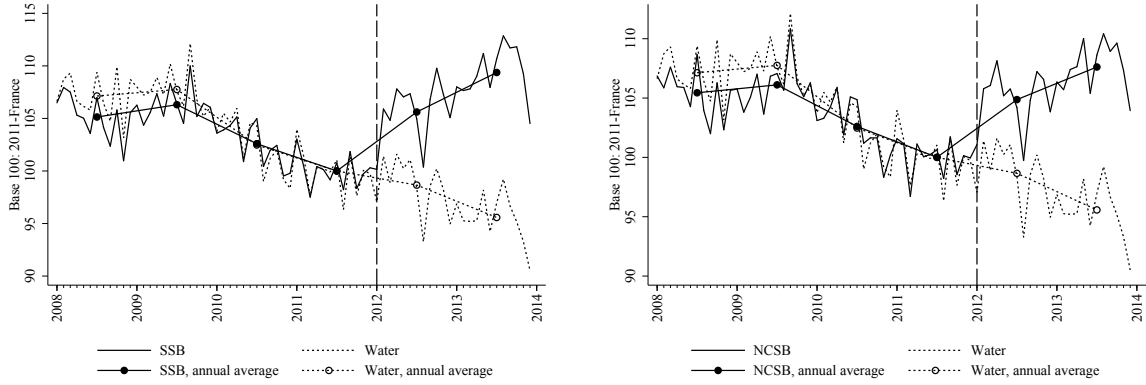 Base 100: 2011-France
115
110
105
100
95
90
2008
2009
2010
2011
2012
2013
2014
SSB
Water
SSB, annual average
Water, annual average
Base 100: 2011-France
110
105
100
95
90
2008
2009
2010
2011
2012
2013
2014
NCSB
Water
NCSB, annual average
Water, annual average